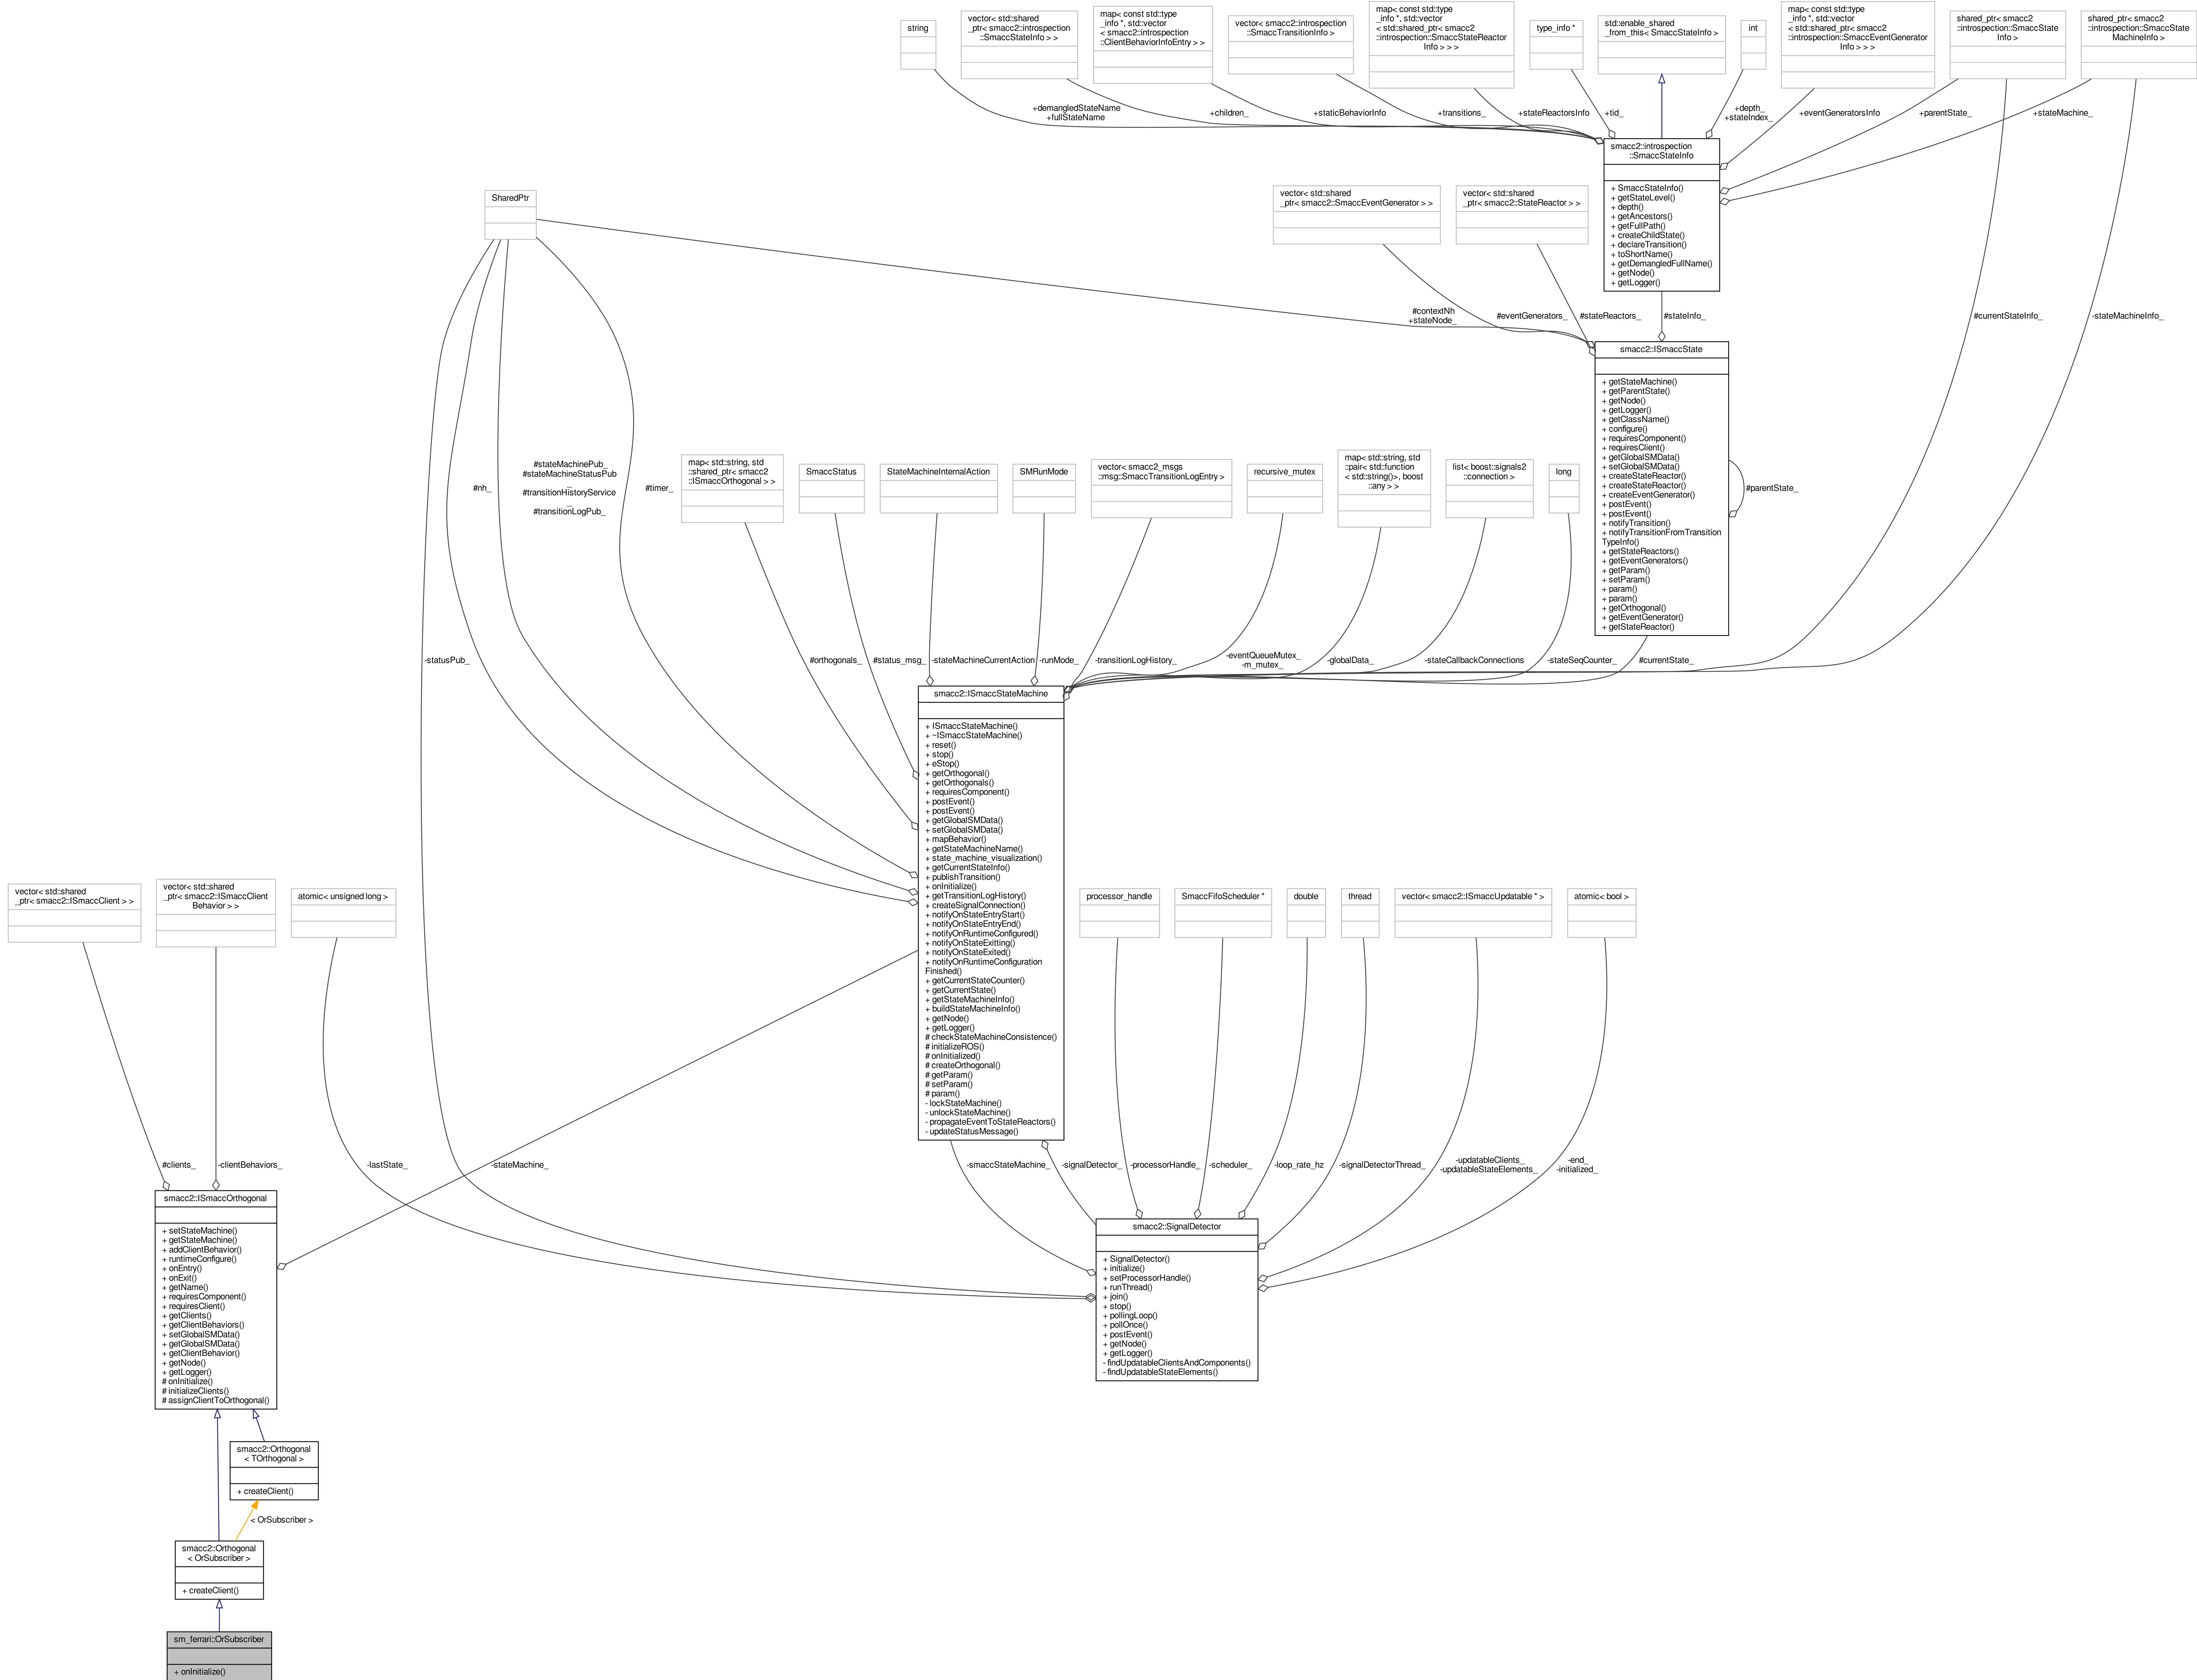 string
vector< std::shared
_ptr< smacc2::introspection
::SmaccStateInfo > >
map< const std::type
_info *, std::vector
< smacc2::introspection
::ClientBehaviorInfoEntry > >
vector< smacc2::introspection
::SmaccTransitionInfo >
map< const std::type
_info *, std::vector
< std::shared_ptr< smacc2
::introspection::SmaccStateReactor
Info > > >
type_info *
std::enable_shared
_from_this< SmaccStateInfo >
int
map< const std::type
_info *, std::vector
< std::shared_ptr< smacc2
::introspection::SmaccEventGenerator
Info > > >
shared_ptr< smacc2
::introspection::SmaccState
Info >
shared_ptr< smacc2
::introspection::SmaccState
MachineInfo >
+demangledStateName
+fullStateName
+children_
+staticBehaviorInfo
+transitions_
+stateReactorsInfo
+tid_
+depth_
+stateIndex_
+eventGeneratorsInfo
+parentState_
+stateMachine_
smacc2::introspection
::SmaccStateInfo
+ SmaccStateInfo()
+ getStateLevel()
+ depth()
+ getAncestors()
+ getFullPath()
+ createChildState()
+ declareTransition()
+ toShortName()
+ getDemangledFullName()
+ getNode()
+ getLogger()
SharedPtr
vector< std::shared
_ptr< smacc2::SmaccEventGenerator > >
vector< std::shared
_ptr< smacc2::StateReactor > >
#contextNh
+stateNode_
#eventGenerators_
#stateReactors_
#stateInfo_
#currentStateInfo_
-stateMachineInfo_
smacc2::ISmaccState
+ getStateMachine()
+ getParentState()
+ getNode()
+ getLogger()
+ getClassName()
+ configure()
+ requiresComponent()
+ requiresClient()
+ getGlobalSMData()
+ setGlobalSMData()
+ createStateReactor()
+ createStateReactor()
+ createEventGenerator()
+ postEvent()
+ postEvent()
+ notifyTransition()
+ notifyTransitionFromTransition
TypeInfo()
+ getStateReactors()
+ getEventGenerators()
+ getParam()
+ setParam()
+ param()
+ param()
+ getOrthogonal()
+ getEventGenerator()
+ getStateReactor()
#parentState_
#nh_
#stateMachinePub_
#stateMachineStatusPub
_
#transitionHistoryService
_
#transitionLogPub_
#timer_
map< std::string, std
::shared_ptr< smacc2
::ISmaccOrthogonal > >
SmaccStatus
StateMachineInternalAction
SMRunMode
vector< smacc2_msgs
::msg::SmaccTransitionLogEntry >
recursive_mutex
map< std::string, std
::pair< std::function
< std::string()>, boost
::any > >
list< boost::signals2
::connection >
long
-statusPub_
#orthogonals_
#status_msg_
-stateMachineCurrentAction
-runMode_
-transitionLogHistory_
-eventQueueMutex_
-m_mutex_
-globalData_
-stateCallbackConnections
-stateSeqCounter_
#currentState_
smacc2::ISmaccStateMachine
+ ISmaccStateMachine()
+ ~ISmaccStateMachine()
+ reset()
+ stop()
+ eStop()
+ getOrthogonal()
+ getOrthogonals()
+ requiresComponent()
+ postEvent()
+ postEvent()
+ getGlobalSMData()
+ setGlobalSMData()
+ mapBehavior()
+ getStateMachineName()
+ state_machine_visualization()
+ getCurrentStateInfo()
+ publishTransition()
+ onInitialize()
+ getTransitionLogHistory()
+ createSignalConnection()
+ notifyOnStateEntryStart()
+ notifyOnStateEntryEnd()
+ notifyOnRuntimeConfigured()
+ notifyOnStateExitting()
+ notifyOnStateExited()
+ notifyOnRuntimeConfiguration
Finished()
+ getCurrentStateCounter()
+ getCurrentState()
+ getStateMachineInfo()
+ buildStateMachineInfo()
+ getNode()
+ getLogger()
# checkStateMachineConsistence()
# initializeROS()
# onInitialized()
# createOrthogonal()
# getParam()
# setParam()
# param()
- lockStateMachine()
- unlockStateMachine()
- propagateEventToStateReactors()
- updateStatusMessage()
vector< std::shared
_ptr< smacc2::ISmaccClient > >
vector< std::shared
_ptr< smacc2::ISmaccClient
Behavior > >
atomic< unsigned long >
processor_handle
SmaccFifoScheduler *
double
thread
vector< smacc2::ISmaccUpdatable * >
atomic< bool >
#clients_
-clientBehaviors_
-lastState_
-stateMachine_
-smaccStateMachine_
-signalDetector_
-processorHandle_
-scheduler_
-loop_rate_hz
-signalDetectorThread_
-updatableClients_
-updatableStateElements_
-end_
-initialized_
smacc2::ISmaccOrthogonal
+ setStateMachine()
+ getStateMachine()
+ addClientBehavior()
+ runtimeConfigure()
+ onEntry()
+ onExit()
+ getName()
+ requiresComponent()
+ requiresClient()
+ getClients()
+ getClientBehaviors()
+ setGlobalSMData()
+ getGlobalSMData()
+ getClientBehavior()
+ getNode()
+ getLogger()
# onInitialize()
# initializeClients()
# assignClientToOrthogonal()
smacc2::SignalDetector
+ SignalDetector()
+ initialize()
+ setProcessorHandle()
+ runThread()
+ join()
+ stop()
+ pollingLoop()
+ pollOnce()
+ postEvent()
+ getNode()
+ getLogger()
- findUpdatableClientsAndComponents()
- findUpdatableStateElements()
smacc2::Orthogonal
< TOrthogonal >
+ createClient()
< OrSubscriber >
smacc2::Orthogonal
< OrSubscriber >
+ createClient()
sm_ferrari::OrSubscriber
+ onInitialize()